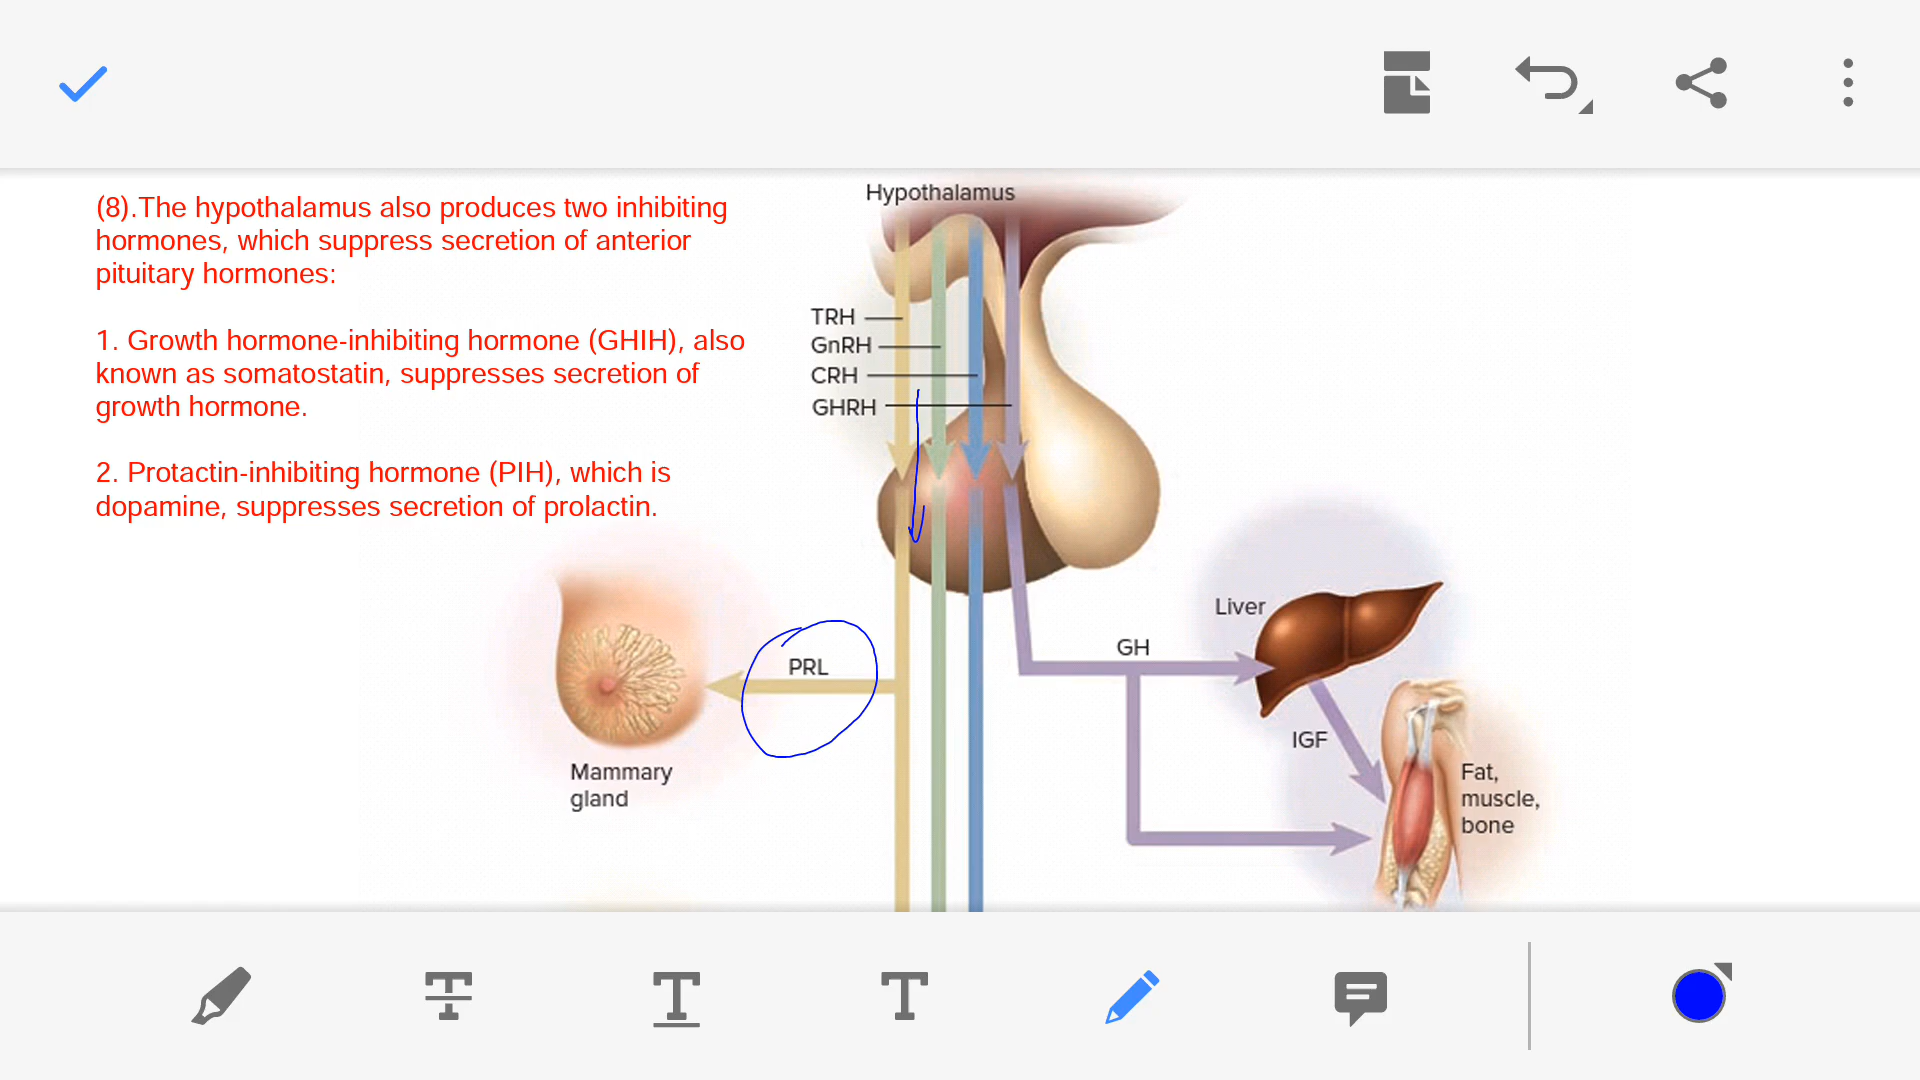 (8).The hypothalamus also produces two inhibiting
hormones, which suppress secretion of anterior
pituitary hormones:
1. Growth hormone-inhibiting hormone (GHIH), also
known as somatostatin, suppresses secretion of
growth hormone.
2. Protactin-inhibiting hormone (PIH), which is
dopamine, suppresses secretion of prolactin.
Hypothalamus
TRH
GnRH
CRH
GHRH
PRL
Mammary
gland
GH
Liver
IGF
Fat,
muscle,
bone